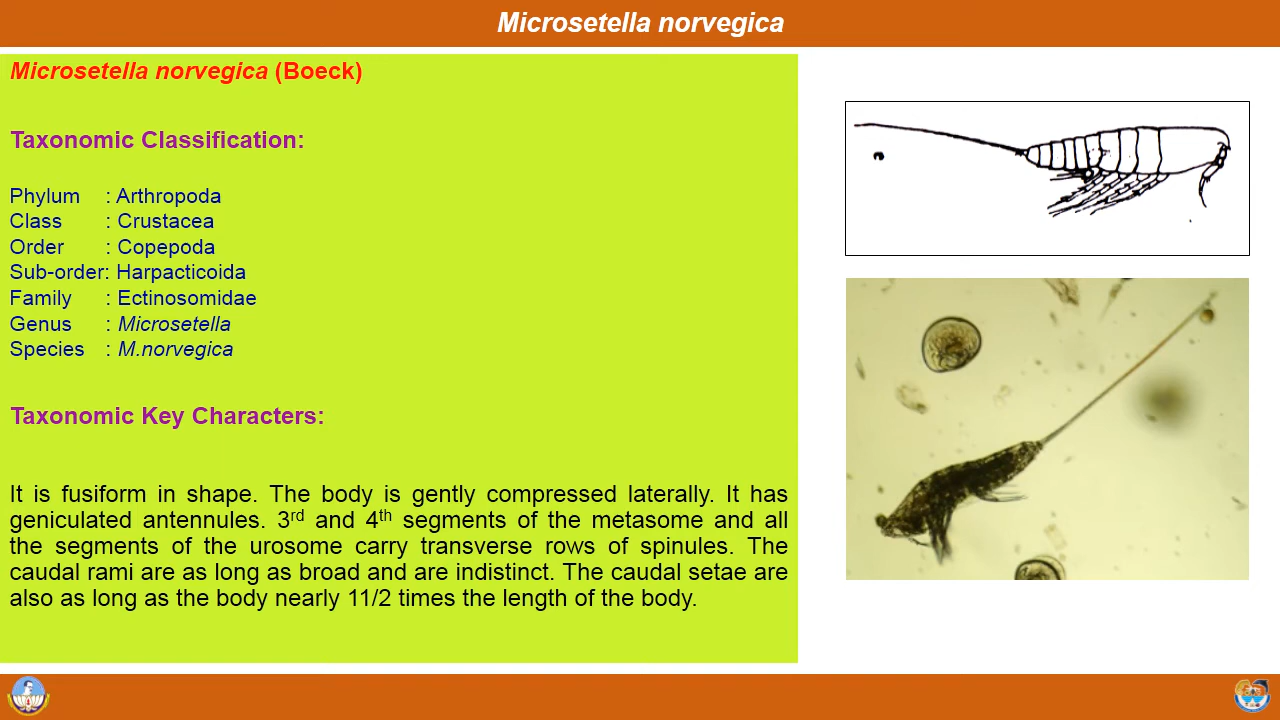 Microsetella norvegica
Microsetella norvegica (Boeck)
Taxonomic Classification:
Phylum : Arthropoda
Class : Crustacea
Order : Copepoda
Sub-order: Harpacticoida
Family : Ectinosomidae
Genus : Microsetella
Species : M.norvegica
Taxonomic Key Characters:
It is fusiform in shape. The body is gently compressed laterally. It has
geniculated antennules. 3rd and 4th segments of the metasome and all
the segments of the urosome carry transverse rows of spinules. The
caudal rami are as long as broad and are indistinct. The caudal setae are
also as long as the body nearly 11/2 times the length of the body.